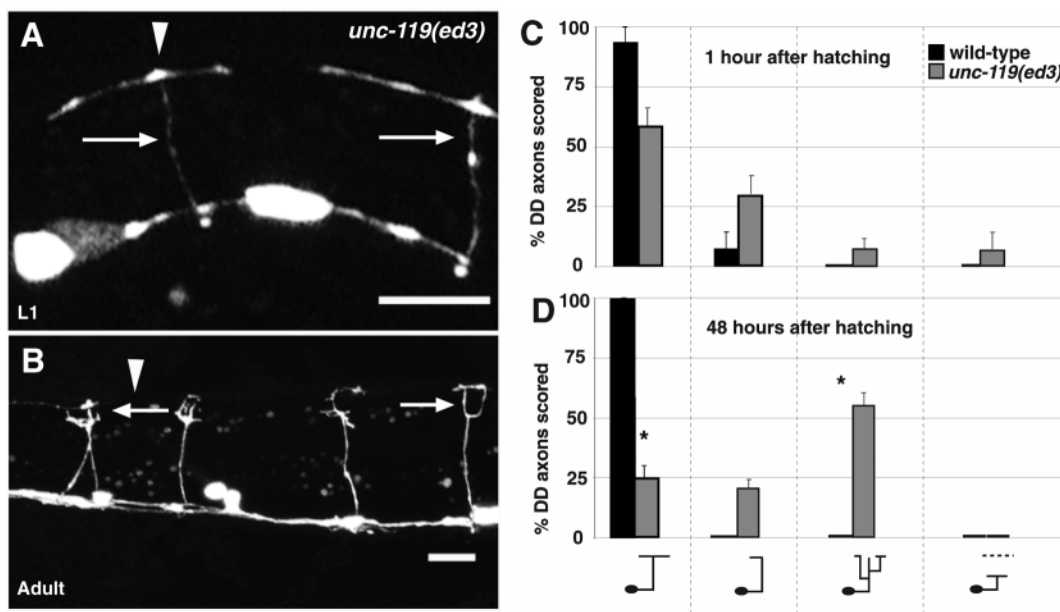 A
unc-119(ed3)
L1
B
Adult
C
1 hour after hatching
wild-type
unc-119(ed3)
% DD axons scored
100
75
50
25
0
D
48 hours after hatching
% DD axons scored
100
75
50
25
0
*
*